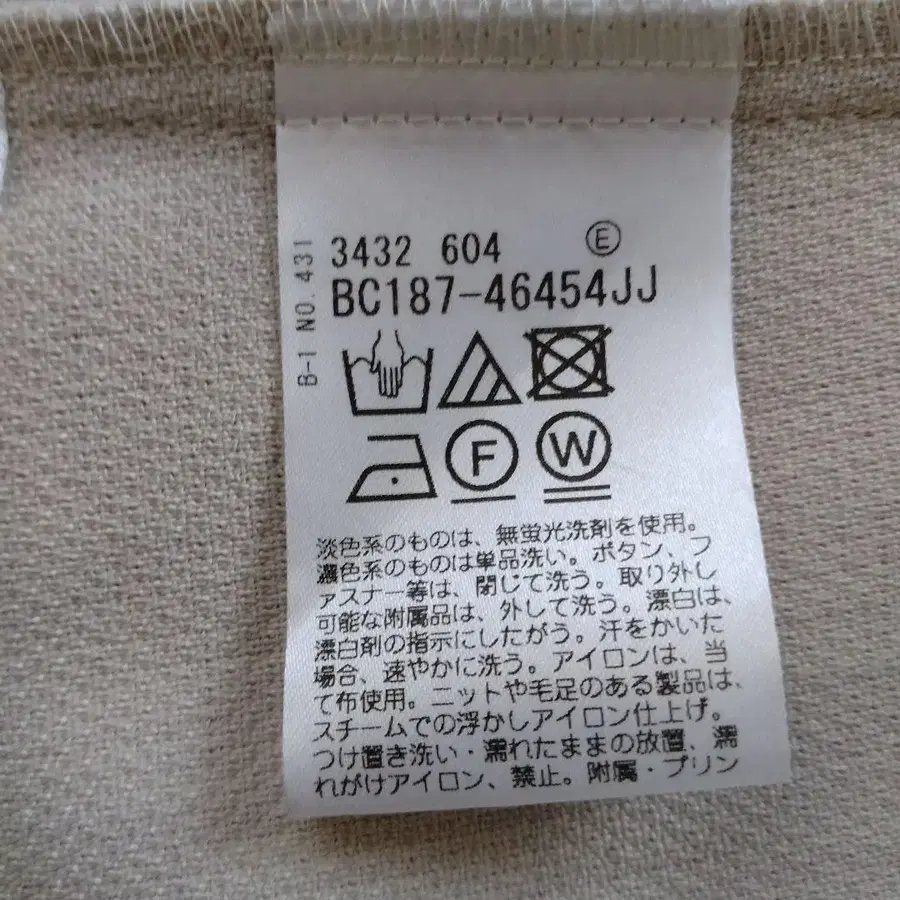 B-1 NO.431
3432 604 Ⓔ
BC187-46454JJ
F
W
淡色系のものは、無蛍光洗剤を使用。
濃色系のものは単品洗い。ボタン、フ
ァスナー等は、閉じて洗う。取り外し
可能な附属品は、外して洗う。漂白は、
漂白剤の指示にしたがう。汗をかいた
場合、速やかに洗う。アイロンは、当
て布使用。ニットや毛足のある製品は、
スチームでの浮かしアイロン仕上げ。
つけ置き洗い・濡れたままの放置、濡
れがけアイロン、禁止。附属・プリン